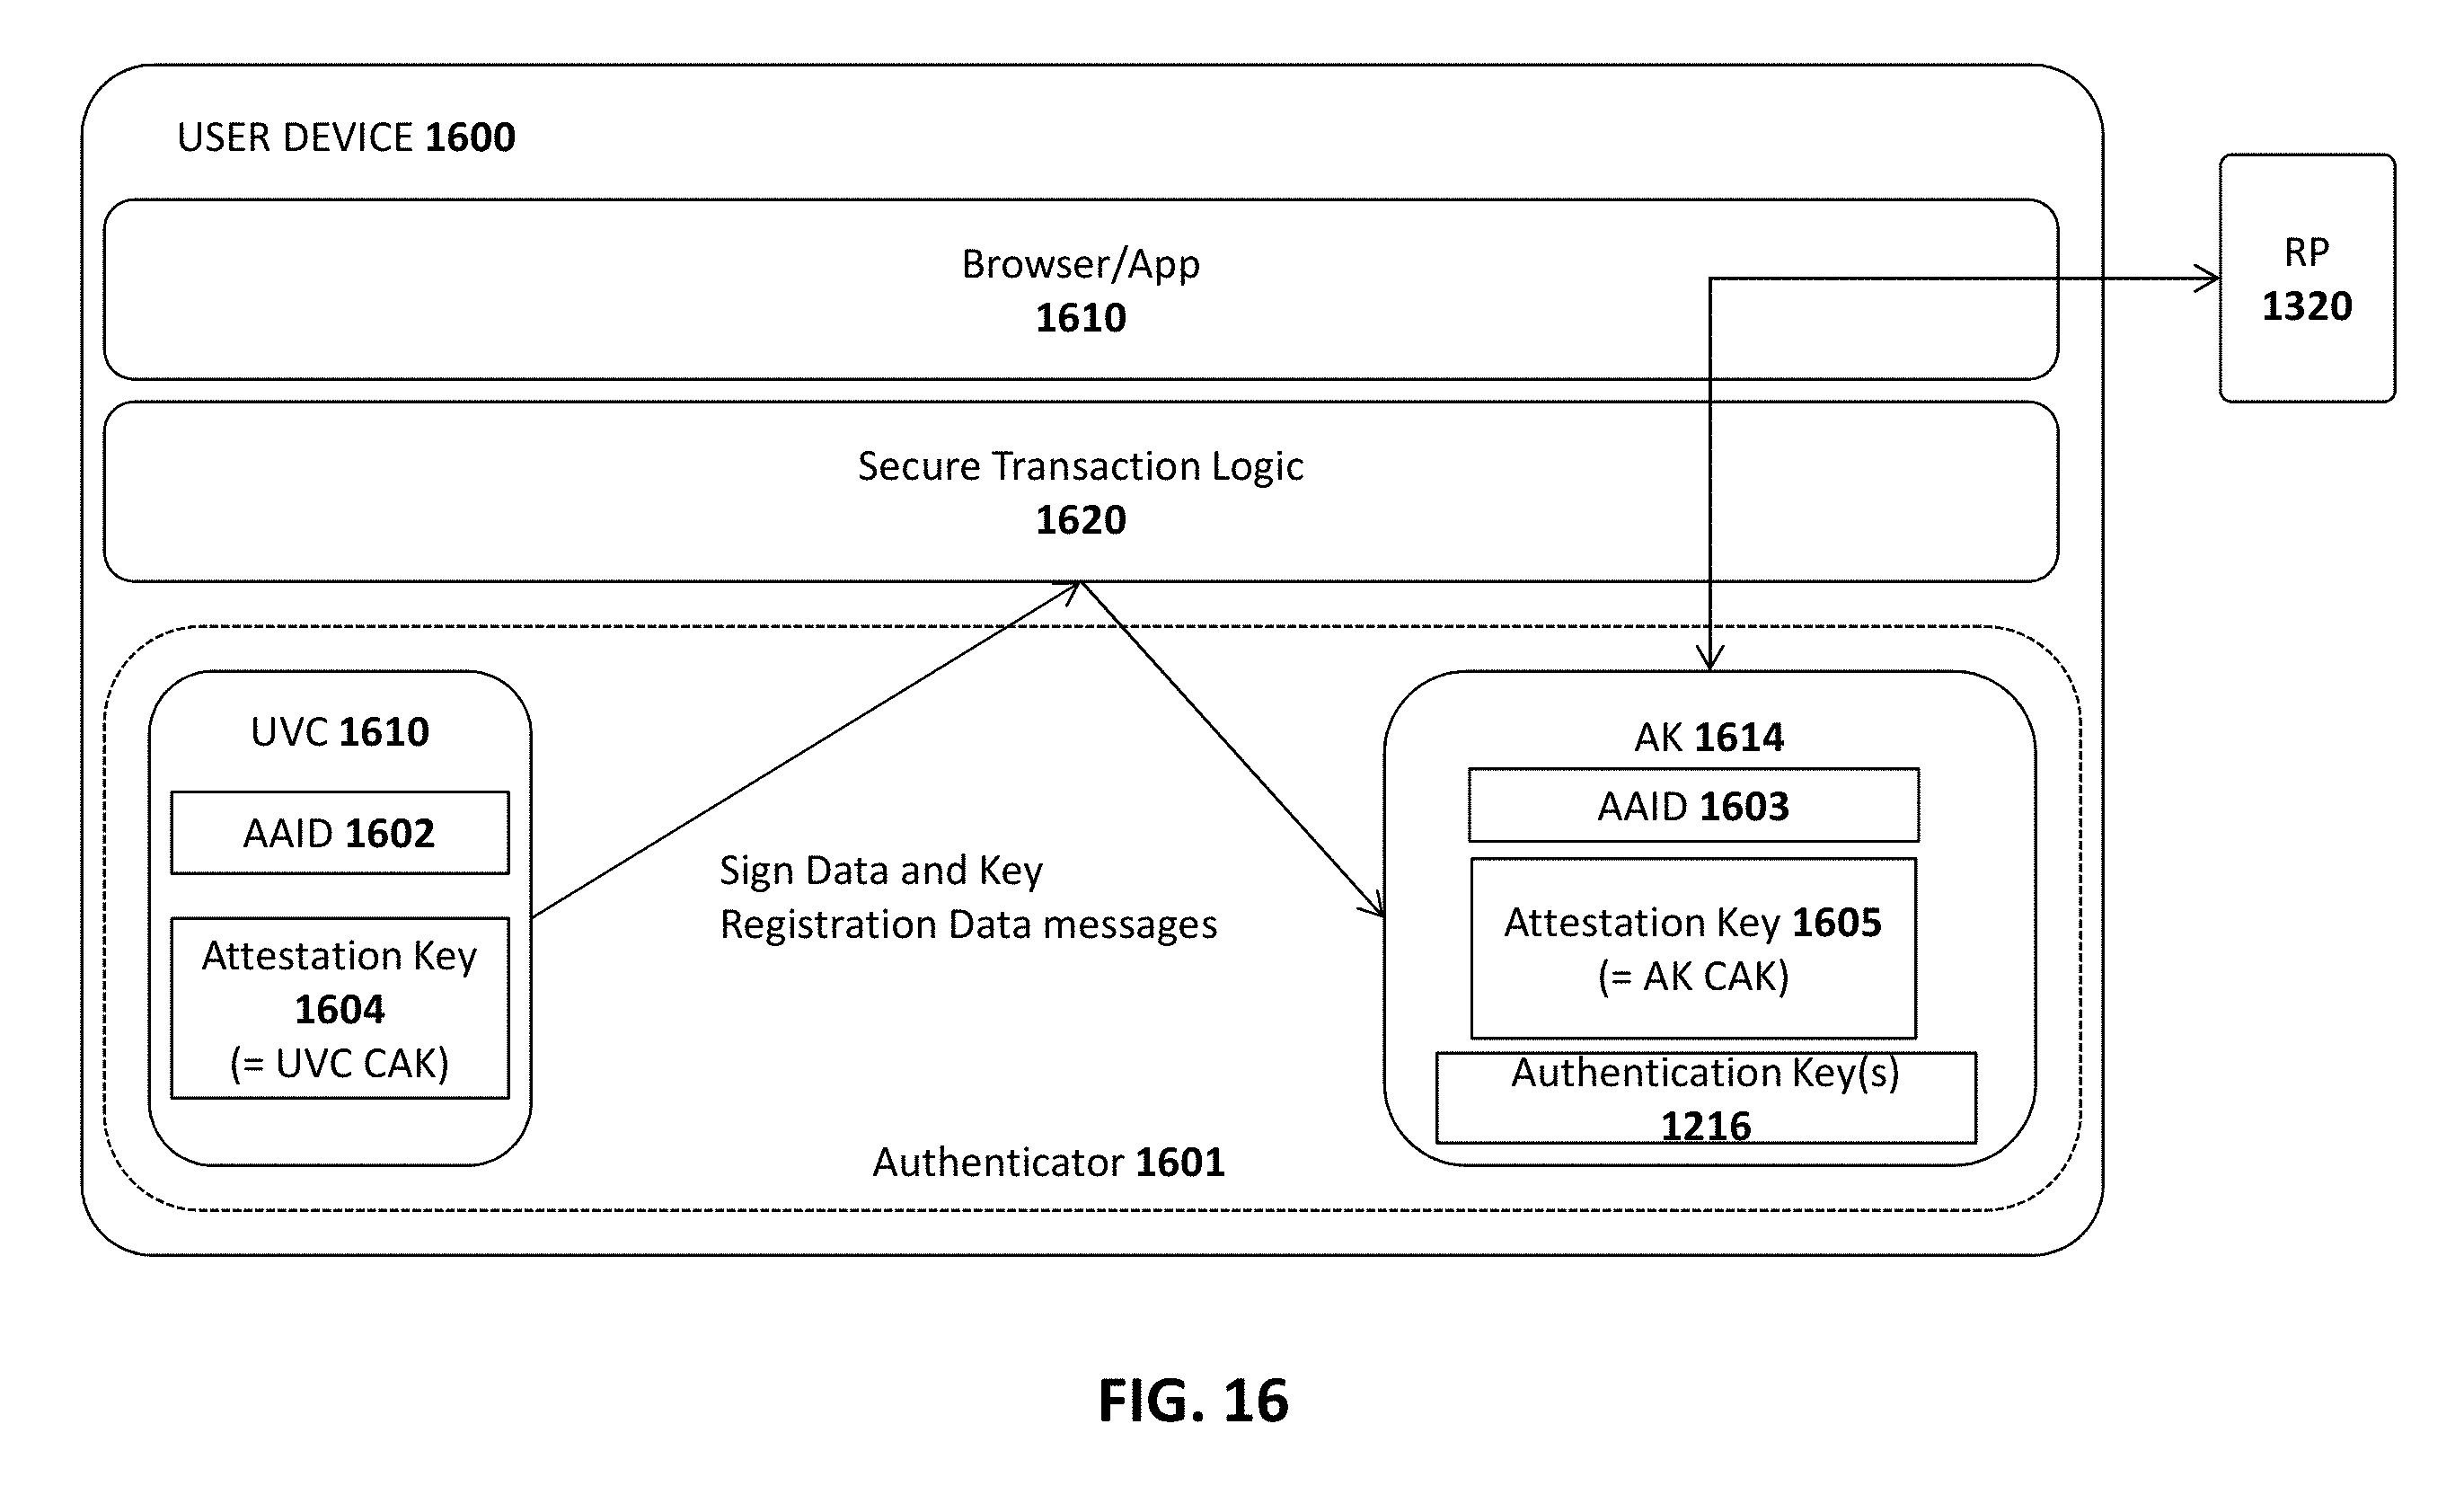 USER DEVICE 1600
Browser/App
1610
RP
1320
Secure Transaction Logic
1620
UVC 1610
AAID 1602
Attestation Key
1604
(= UVC CAK)
Sign Data and Key
Registration Data messages
AK 1614
AAID 1603
Attestation Key 1605
(= AK CAK)
Authentication Key(s)
1216
Authenticator 1601
FIG. 16